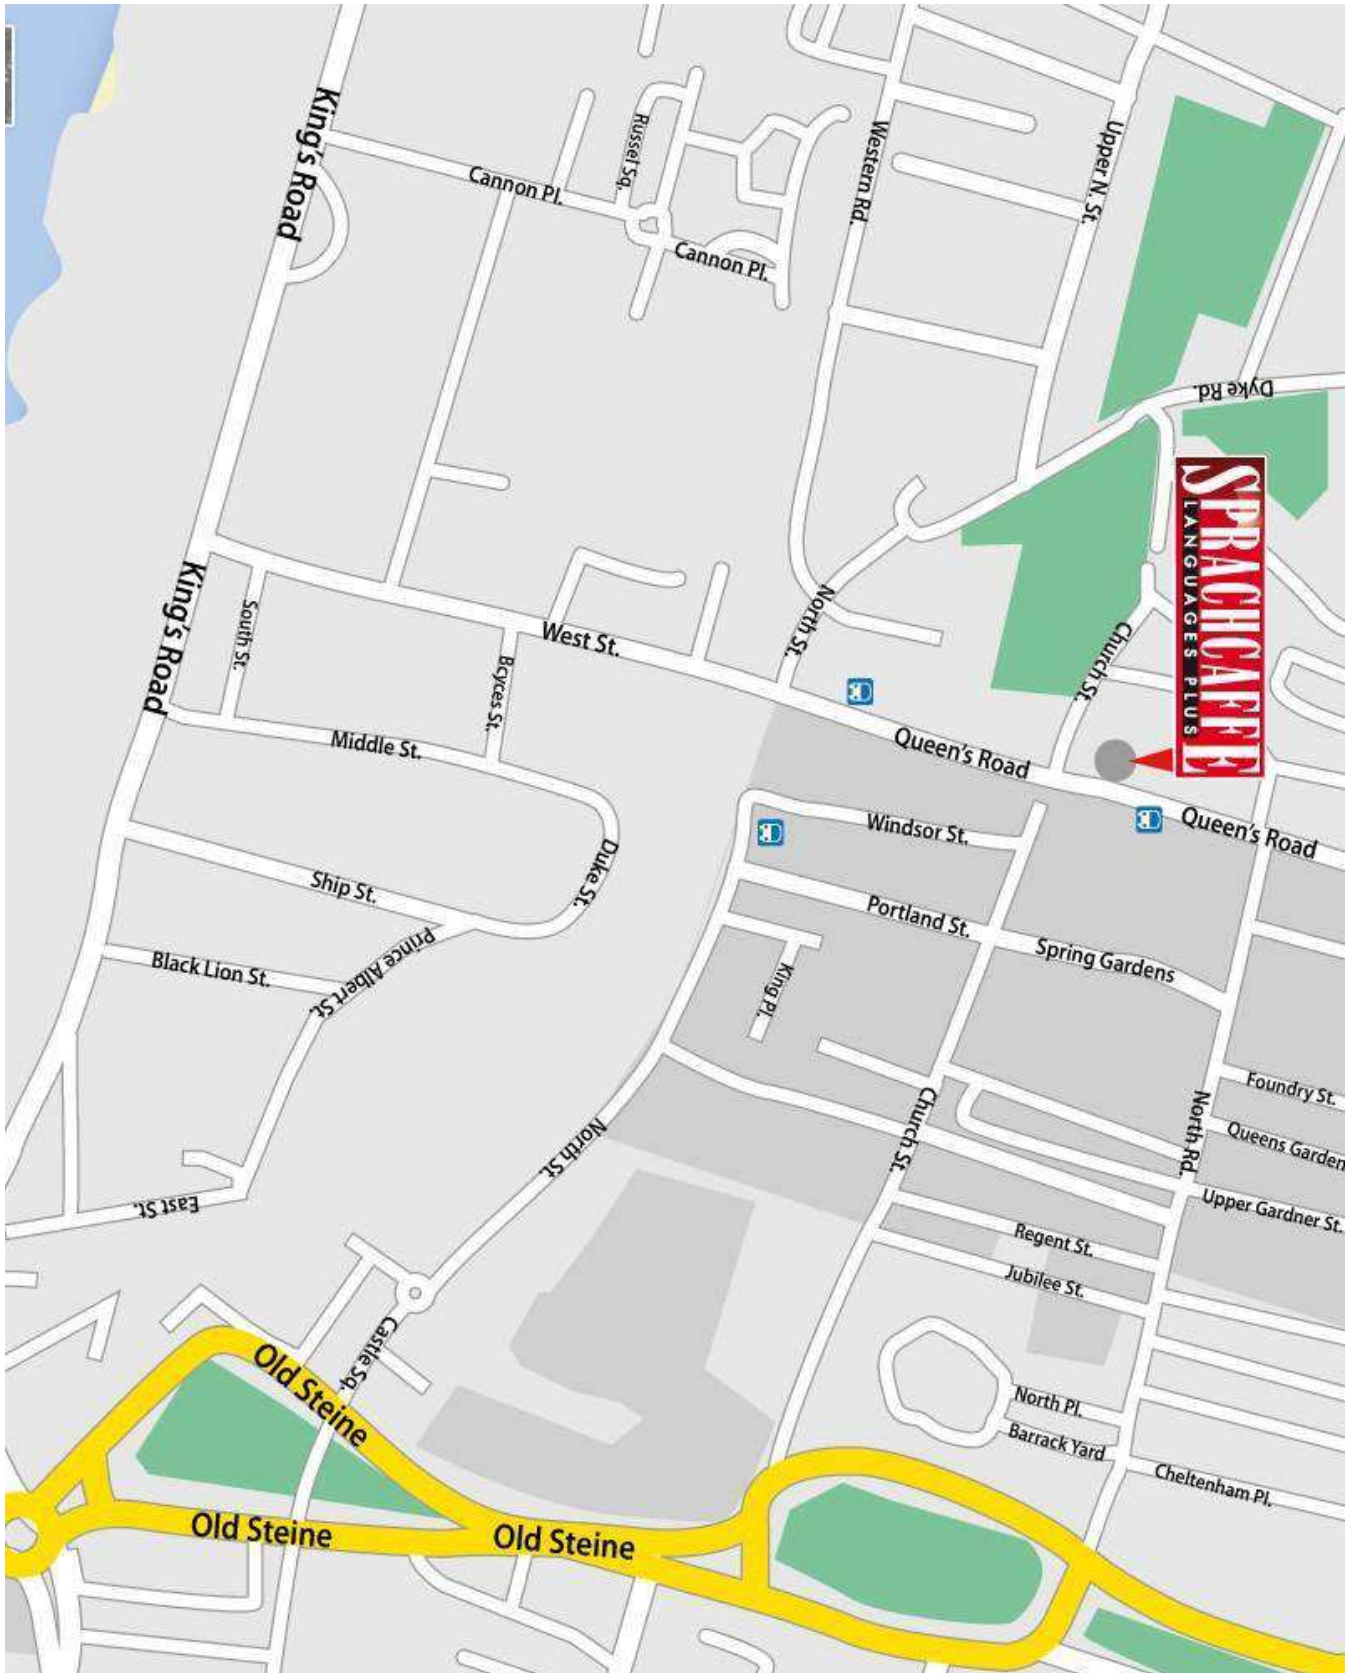 King's Road
Cannon Pl.
Russel Sq.
Cannon Pl.
Western Rd.
Upper N. St.
Dyke Rd.
SPRACHCAFFE
LANGUAGES PLUS
King's Road
South St.
West St.
Bcyces St.
North St.
Church St.
Middle St.
Queen's Road
Queen's Road
Windsor St.
Duke St.
Ship St.
Portland St.
Spring Gardens
Black Lion St.
Prince Albert St.
King Pl.
Foundry St.
Queens Garden
North Rd.
Church St.
North St.
Upper Gardner St.
East St.
Regent St.
Jubilee St.
Castle Sq.
Old Steine
North Pl.
Barrack Yard
Cheltenham Pl.
Old Steine
Old Steine